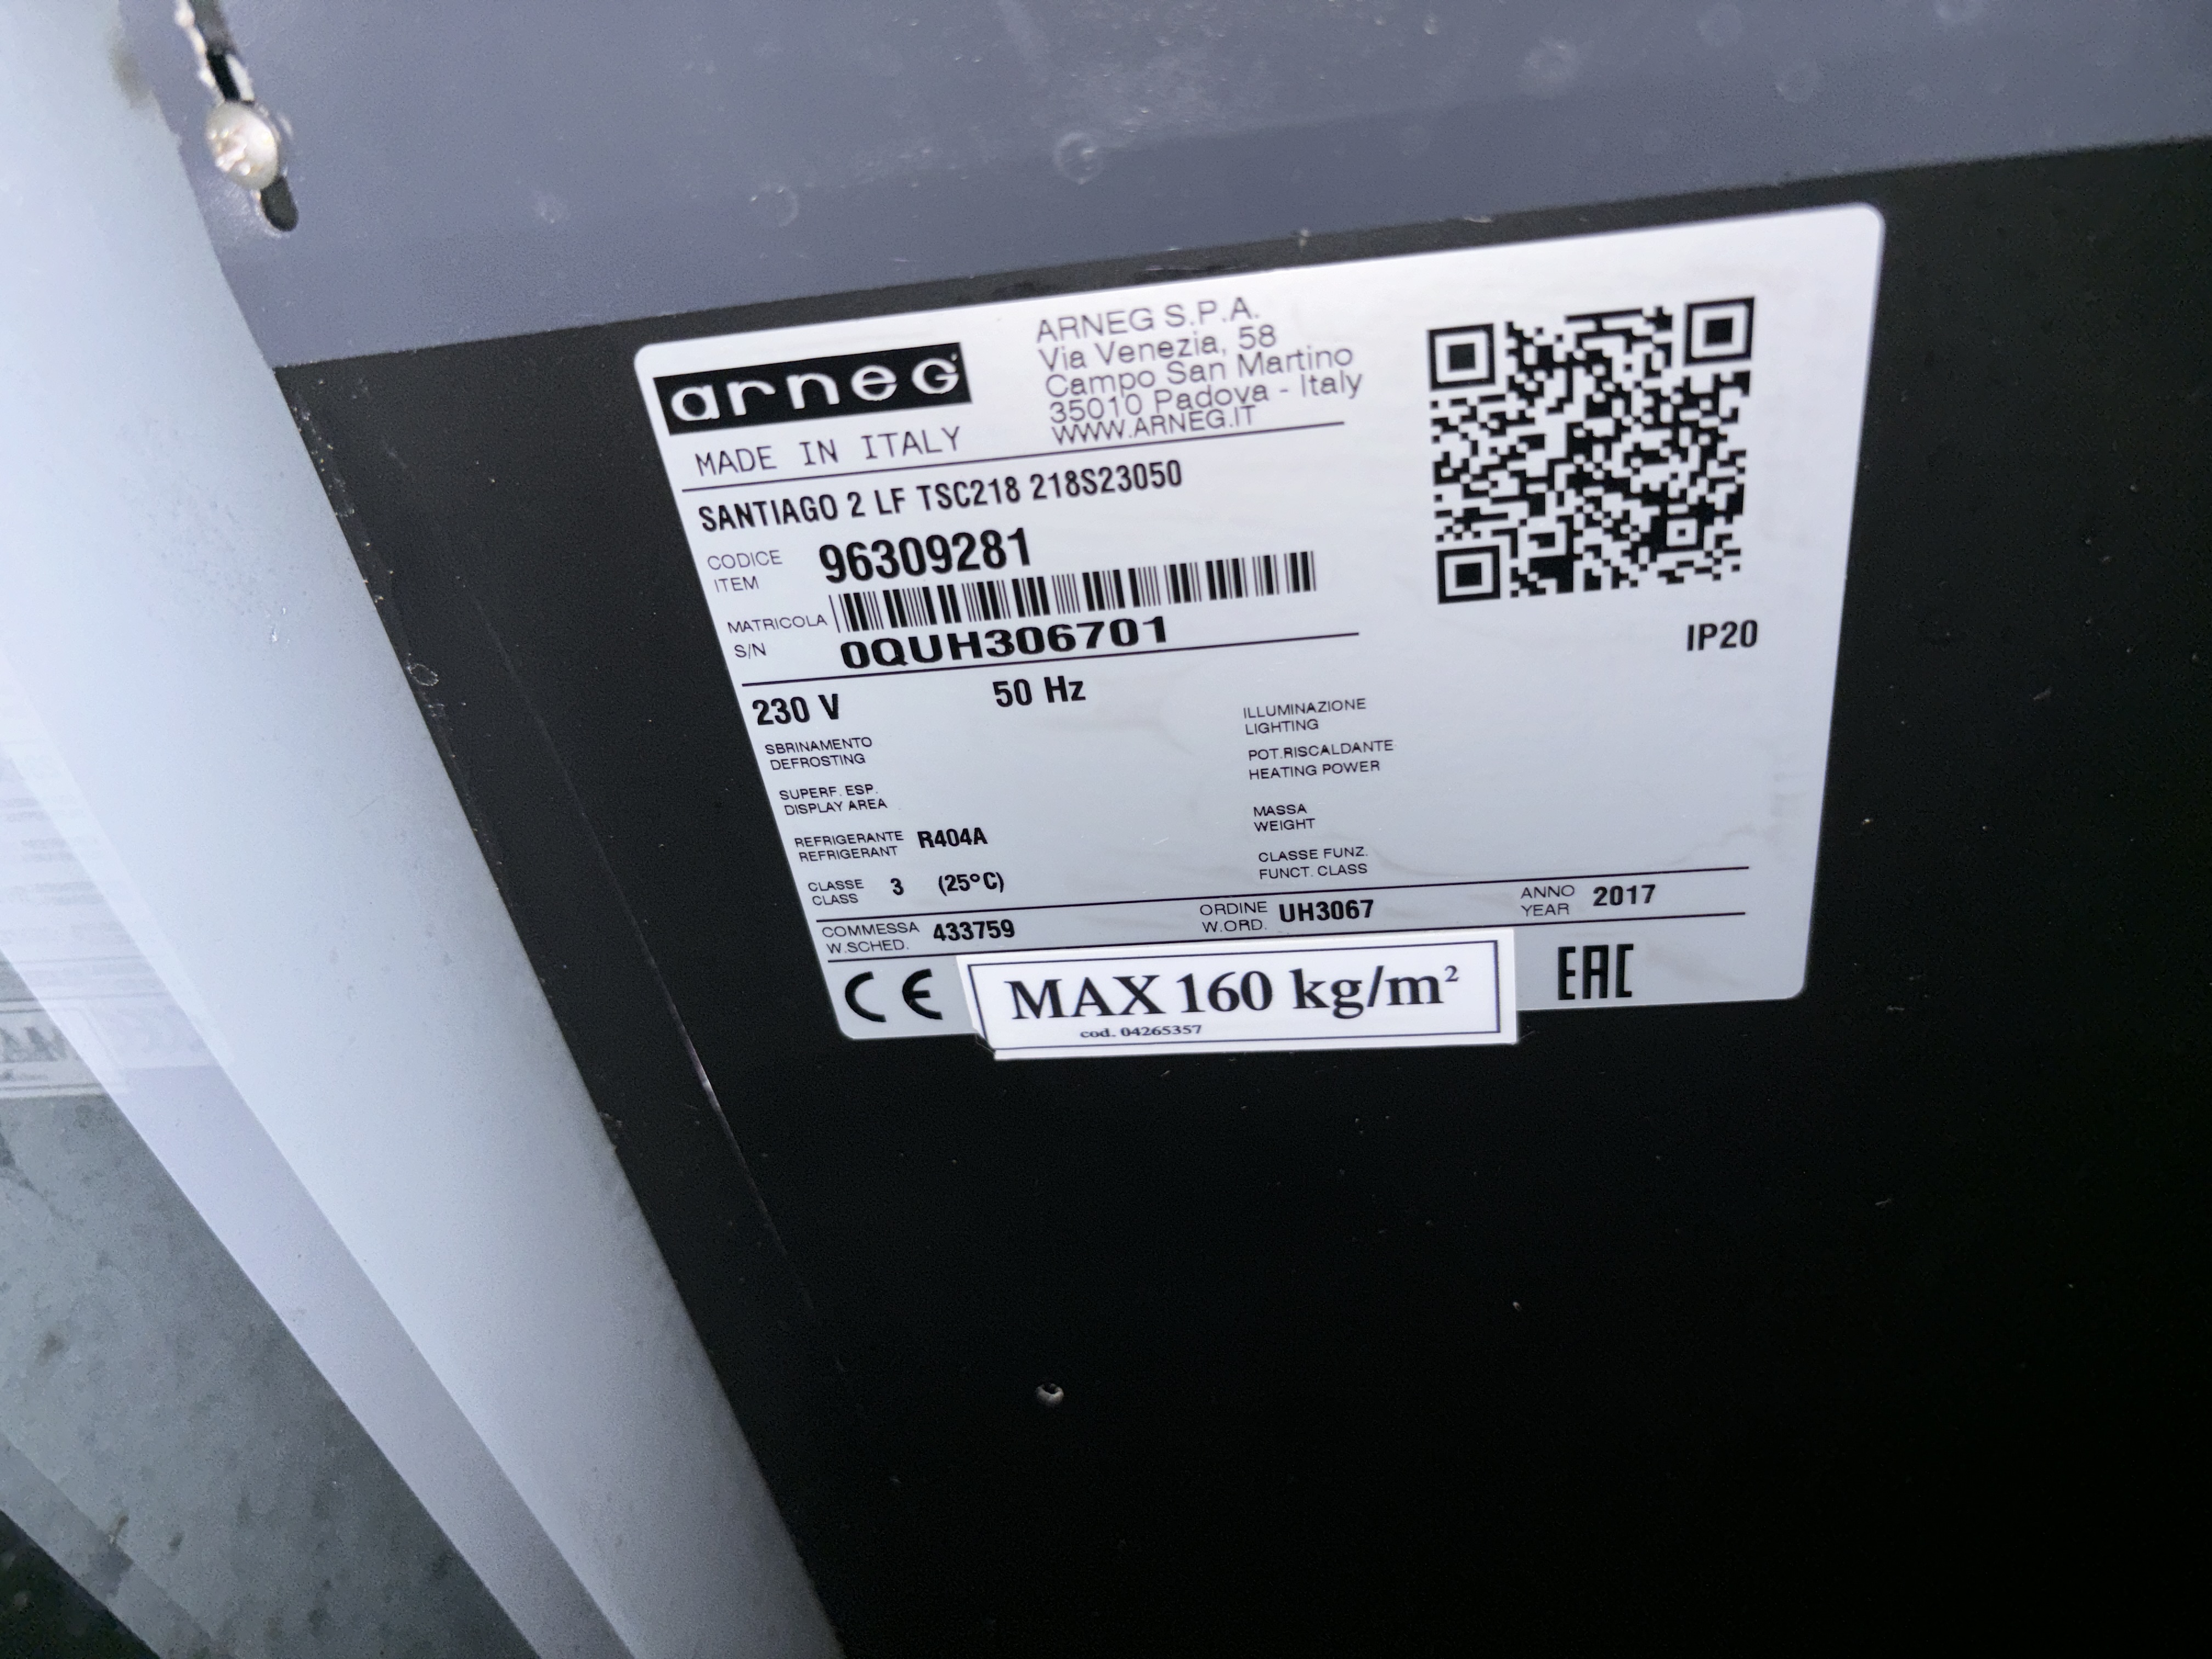 arneg
ARNEG S.P.A.
Via Venezia, 58
Campo San Martino
35010 Padova - Italy
WWW.ARNEG.IT
MADE IN ITALY
SANTIAGO 2 LF TSC218 218S23050
CODICE
ITEM
96309281
MATRICOLA
S/N
0QUH306701
IP20
230 V
50 Hz
SBRINAMENTO
DEFROSTING
ILLUMINAZIONE
LIGHTING
SUPERF. ESP.
DISPLAY AREA
POT.RISCALDANTE
HEATING POWER
REFRIGERANTE
REFRIGERANT
R404A
MASSA
WEIGHT
CLASSE
CLASS
3 (25°C)
CLASSE FUNZ.
FUNCT. CLASS
COMMESSA
W.SCHED.
433759
ORDINE
W.ORD.
UH3067
ANNO
YEAR
2017
CE
MAX 160 kg/m²
cod. 04265357
EAC